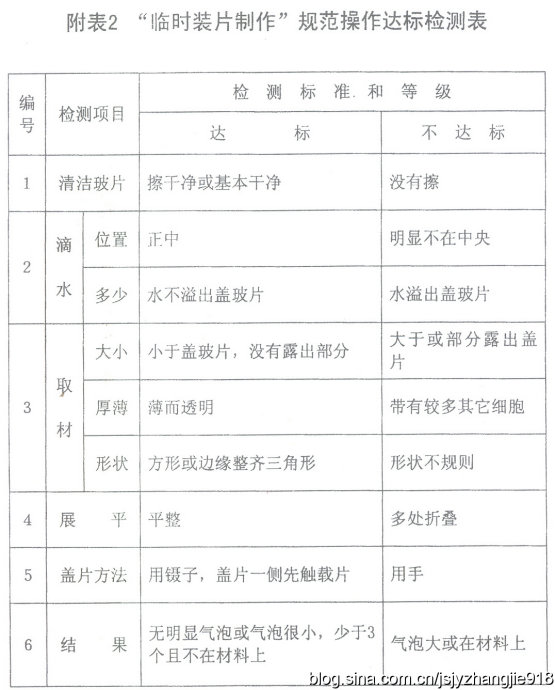 附表2 “临时装片制作”规范操作达标检测表
编号 检测项目 检测标准和等级
达标 不达标
1 清洁玻片 擦干净或基本干净 没有擦
2 滴水 位置 正中 明显不在中央
多少 水不溢出盖玻片 水溢出盖玻片
3 取材 大小 小于盖玻片，没有露出部分 大于或部分露出盖片
厚薄 薄而透明 带有较多其它细胞
形状 方形或边缘整齐三角形 形状不规则
4 展平 平整 多处折叠
5 盖片方法 用镊子，盖片一侧先触载片 用手
6 结果 无明显气泡或气泡很小，少于3个且不在材料上 气泡大或在材料上
blog.sina.com.cn/jsjyzhangjie918